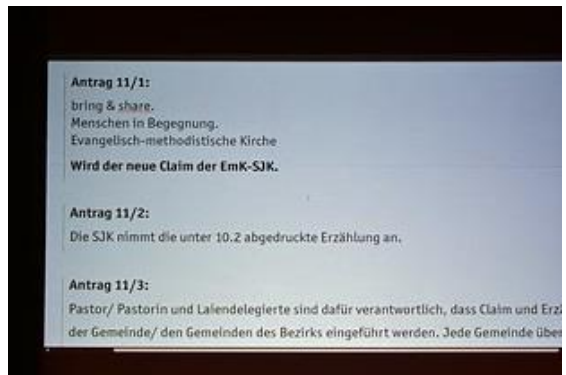 Antrag 11/1:
bring & share.
Menschen in Begegnung.
Evangelisch-methodistische Kirche
Wird der neue Claim der EmK-SJK.
Antrag 11/2:
Die SJK nimmt die unter 10.2 abgedruckte Erzählung an.
Antrag 11/3:
Pastor/ Pastorin und Laiendelegierte sind dafür verantwortlich, dass Claim und Erzä
der Gemeinde/ den Gemeinden des Bezirks eingeführt werden. Jede Gemeinde über